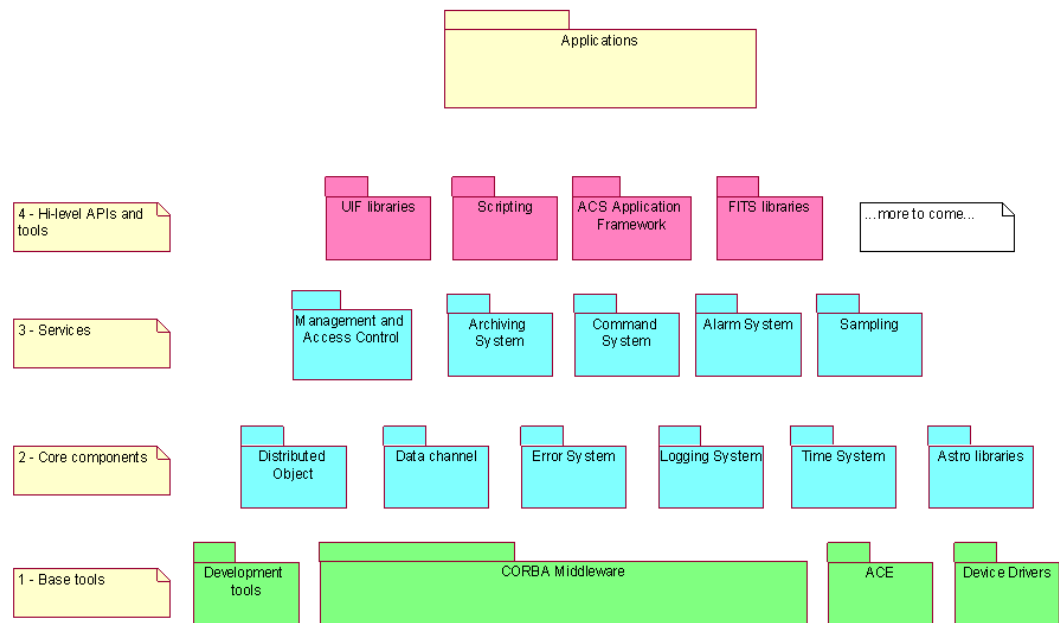 Applications
4 - Hi-level APIs and
tools
UIF libraries
Scripting
ACS Application
Framework
FITS libraries
...more to come...
3 - Services
Management and
Access Control
Archiving
System
Command
System
Alarm System
Sampling
2 - Core components
Distributed
Object
Data channel
Error System
Logging System
Time System
Astro libraries
1 - Base tools
Development
tools
CORBA Middleware
ACE
Device Drivers